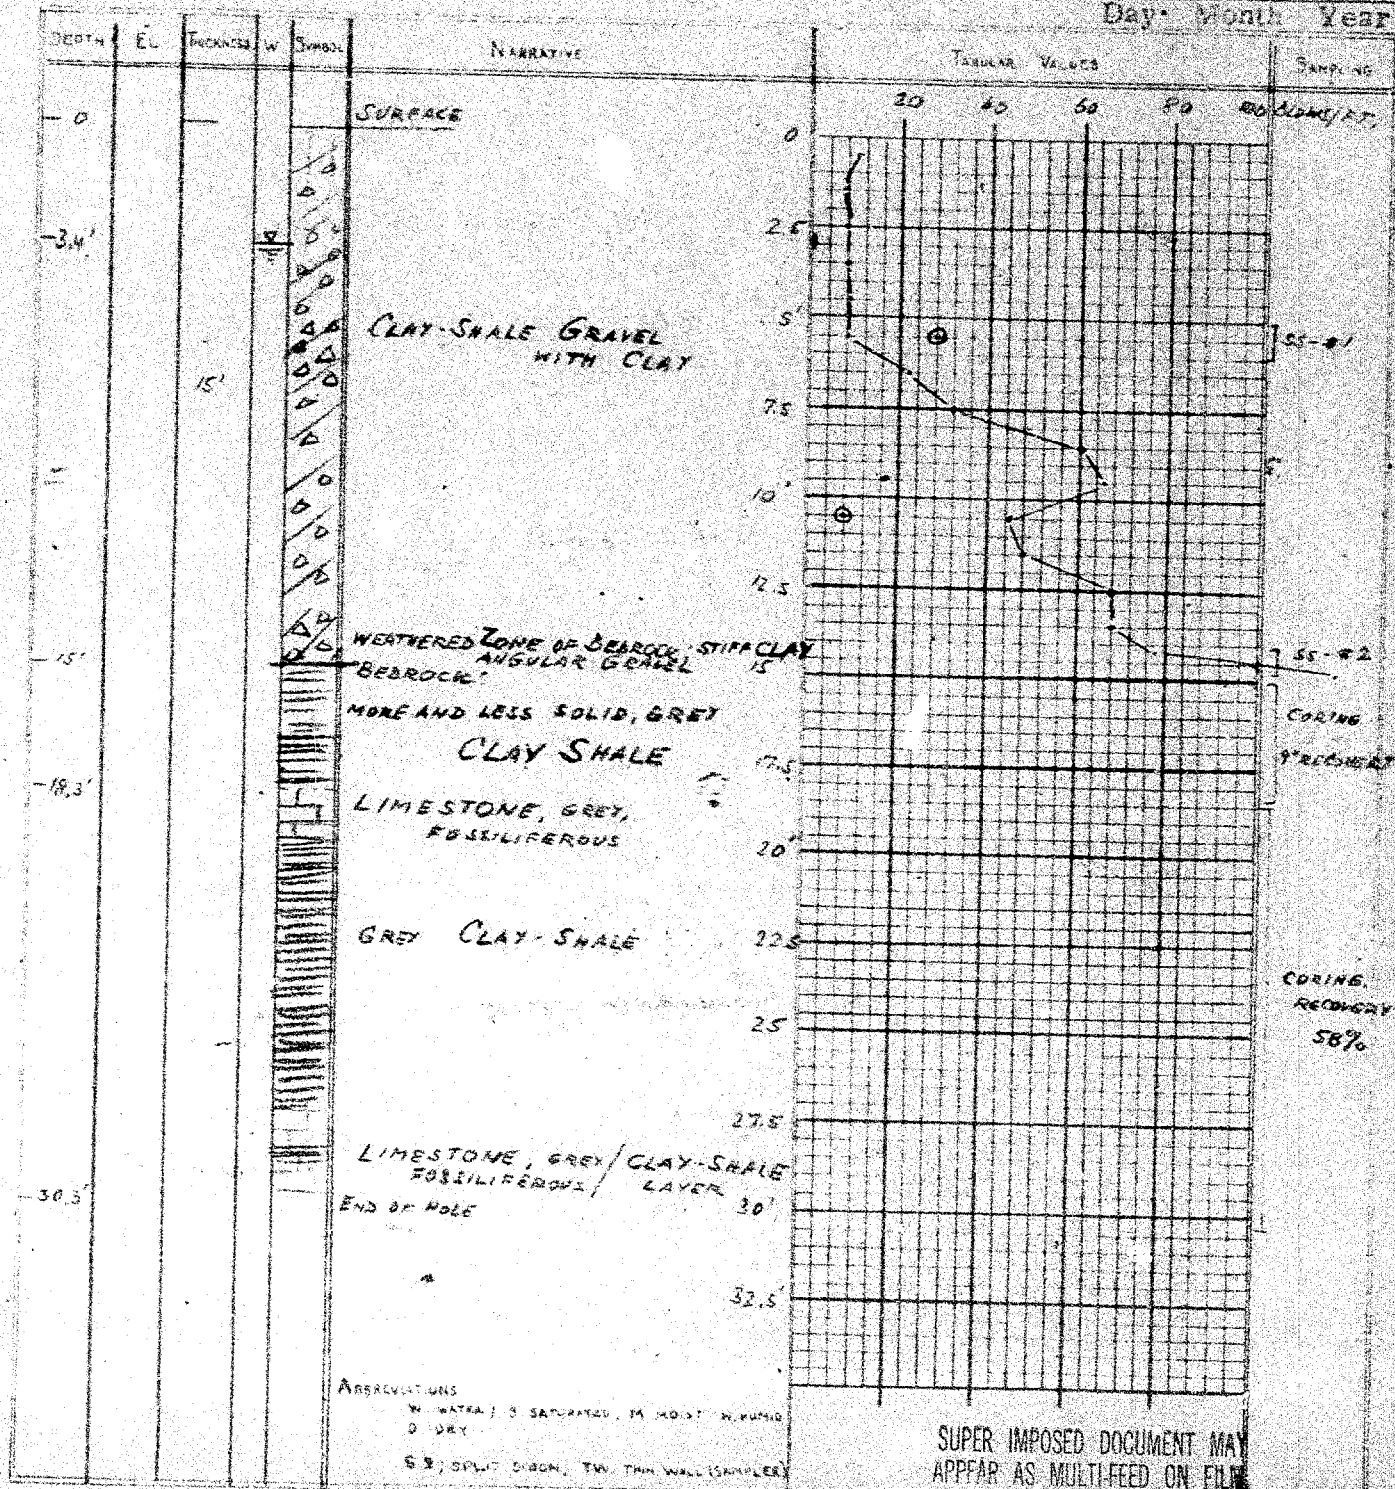 Day. Month Year
DEPTH EL THICKNESS W SYMBOL NARRATIVE TABULAR VALUES SAMPLING
20 40 60 80 100 BLOWS/FT.
0 SURFACE 0
3.4' 2.5
5'
CLAY-SHALE GRAVEL
WITH CLAY
SS-#1
15'
7.5
10'
12.5
WEATHERED ZONE OF BEDROCK, STIFF CLAY
ANGULAR GRAVEL
15' 15 SS-#2
"BEDROCK"
MORE AND LESS SOLID, GREY
CLAY SHALE
CORING
9" RECOVERY
17.5
18.3'
LIMESTONE, GREY,
FOSSILIFEROUS
20'
GREY CLAY-SHALE 22.5
CORING
RECOVERY
58%
25
27.5
LIMESTONE, GREY/CLAY-SHALE
FOSSILIFEROUS/ LAYER
30.3' 30'
END OF HOLE
32.5'
ABBREVIATIONS
W. WATER; S SATURATED, M MOIST H. HUMID
D DRY
SS; SPLIT SPOON, TW. THIN WALL (SAMPLER)
SUPER IMPOSED DOCUMENT MAY
APPEAR AS MULTI-FEED ON FILM